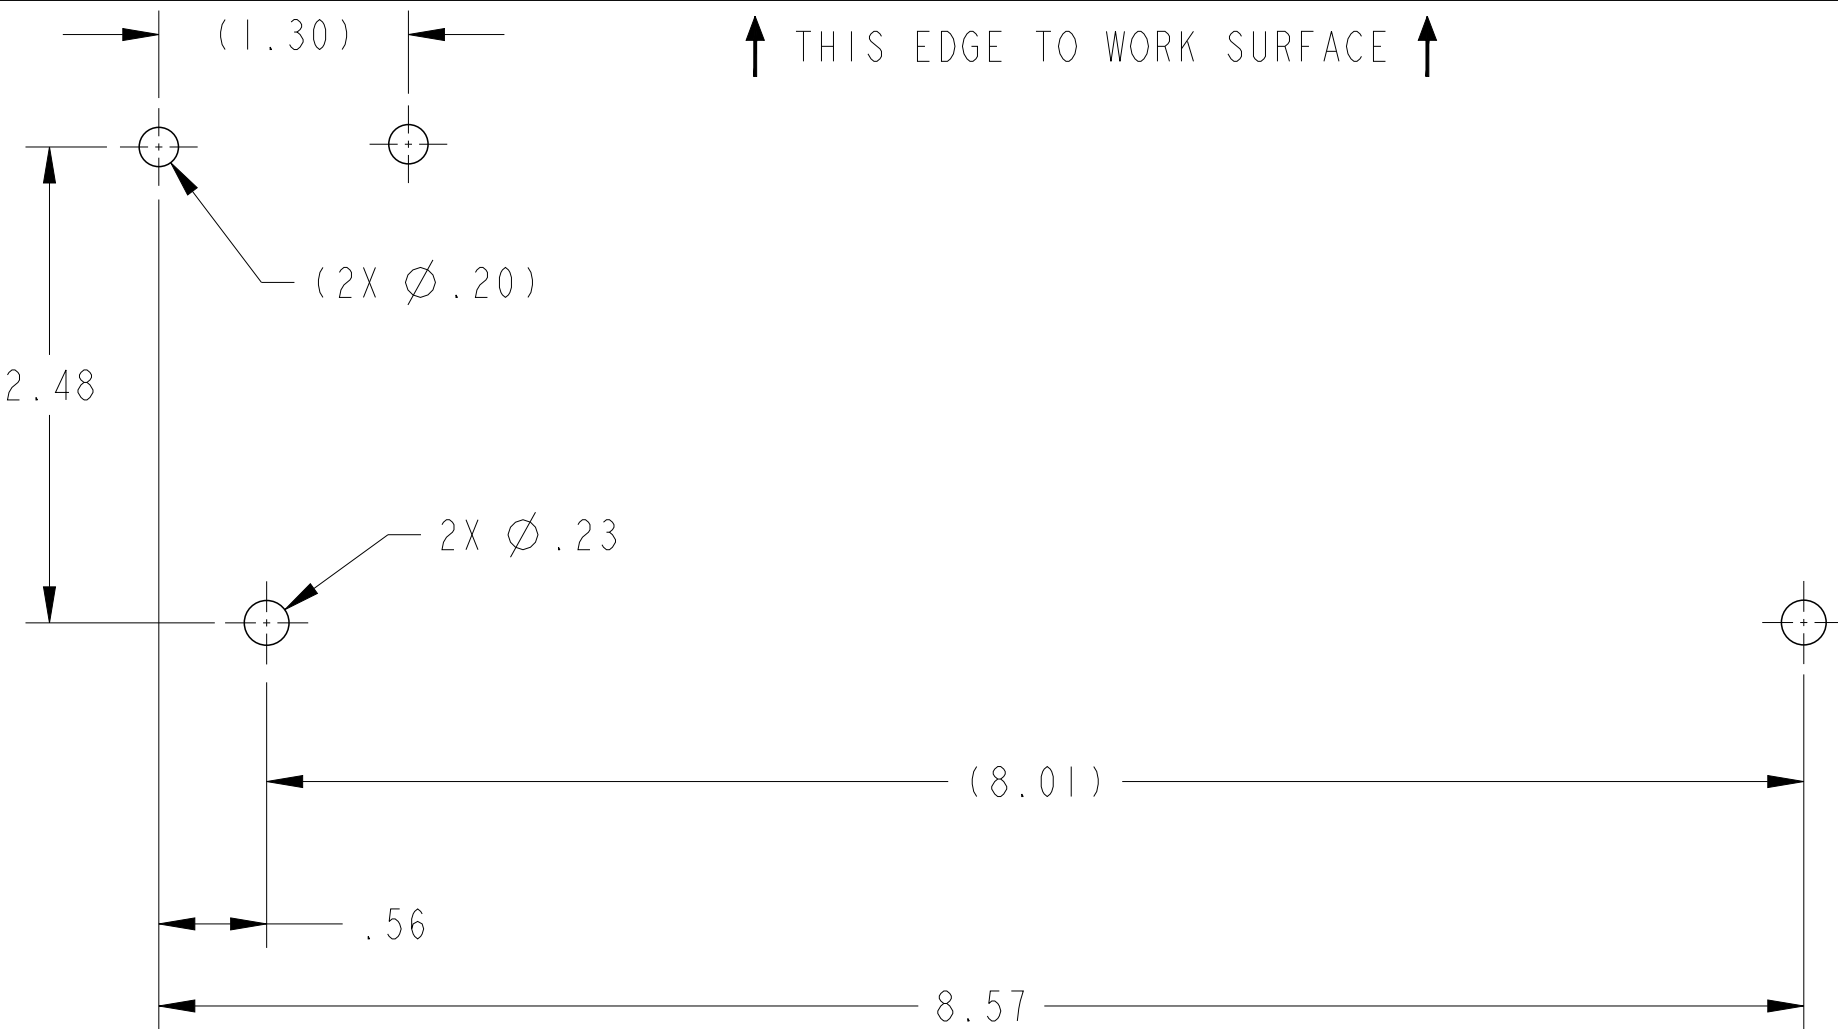 (1.30)
THIS EDGE TO WORK SURFACE
(2X Ø.20)
2.48
2X Ø.23
(8.01)
.56
8.57